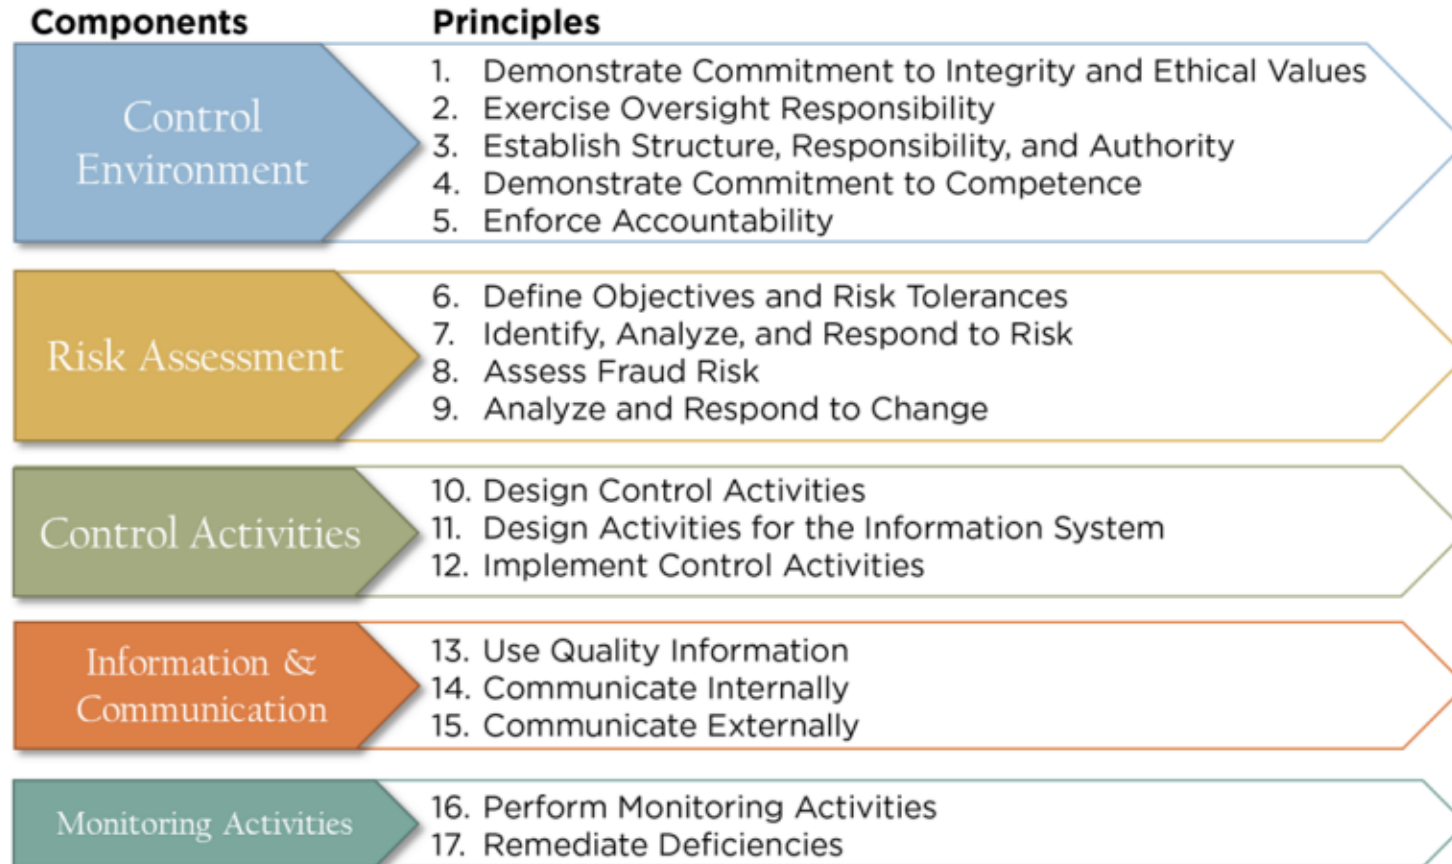 Components
Principles
Control
Environment
1. Demonstrate Commitment to Integrity and Ethical Values
2. Exercise Oversight Responsibility
3. Establish Structure, Responsibility, and Authority
4. Demonstrate Commitment to Competence
5. Enforce Accountability
Risk Assessment
6. Define Objectives and Risk Tolerances
7. Identify, Analyze, and Respond to Risk
8. Assess Fraud Risk
9. Analyze and Respond to Change
Control Activities
10. Design Control Activities
11. Design Activities for the Information System
12. Implement Control Activities
Information &
Communication
13. Use Quality Information
14. Communicate Internally
15. Communicate Externally
Monitoring Activities
16. Perform Monitoring Activities
17. Remediate Deficiencies